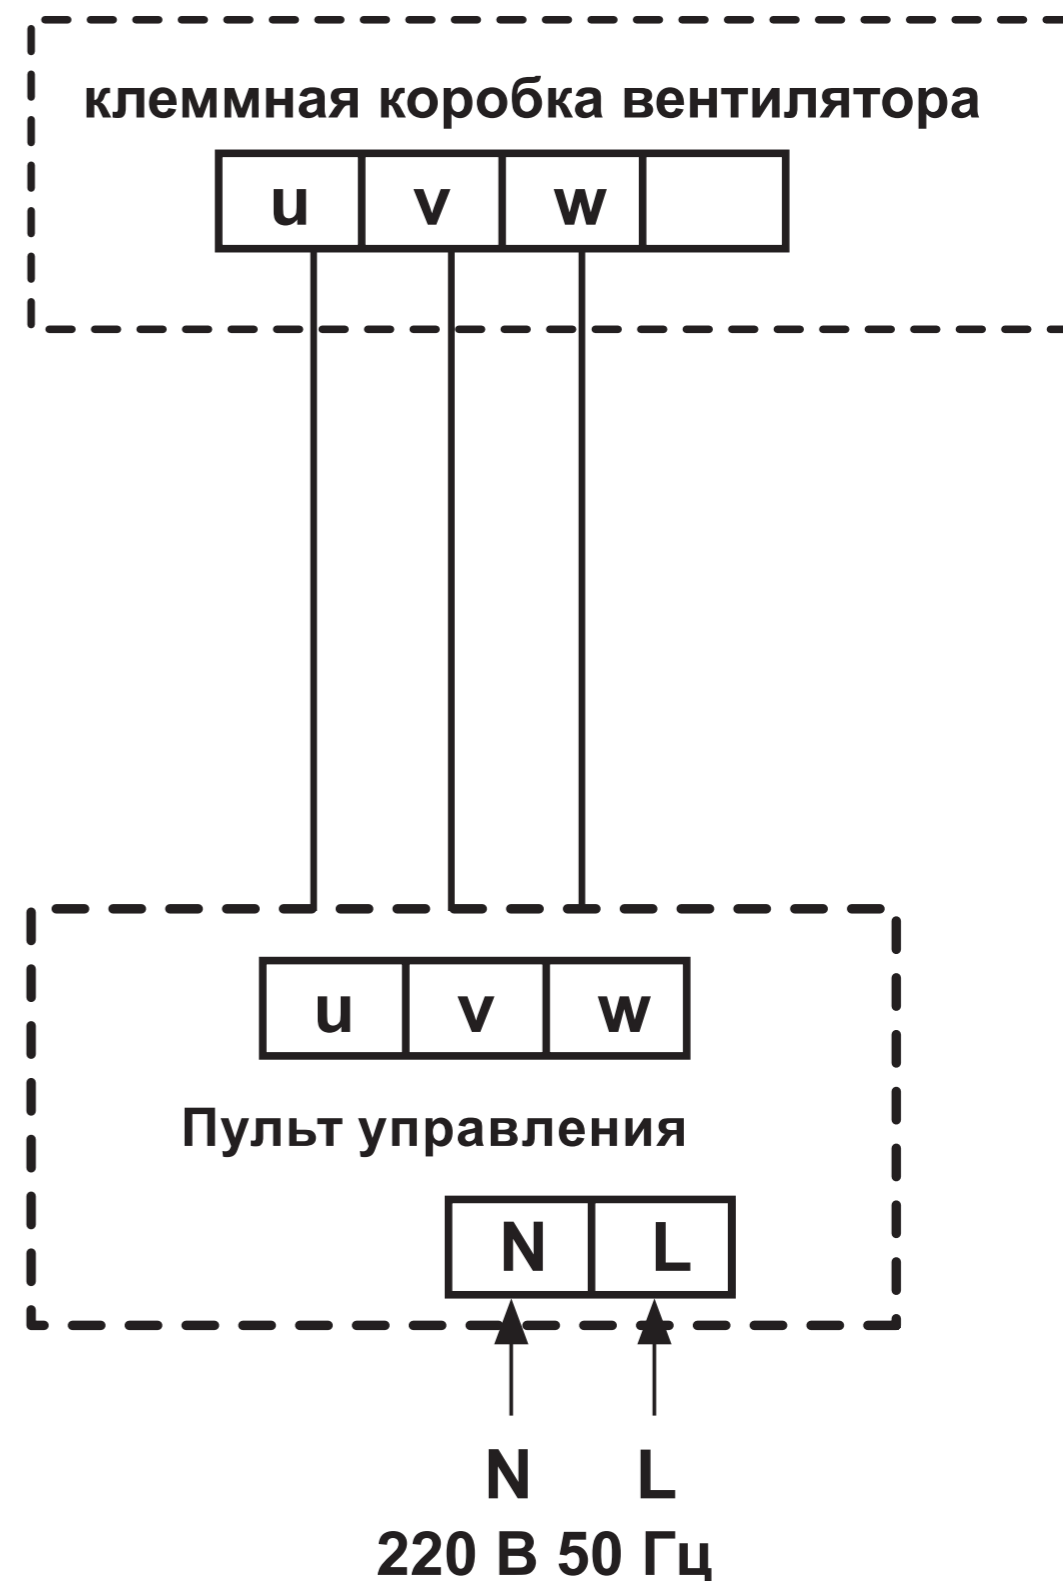 клеммная коробка вентилятора
u v w
u v w
Пульт управления
N L
N L
220 В 50 Гц